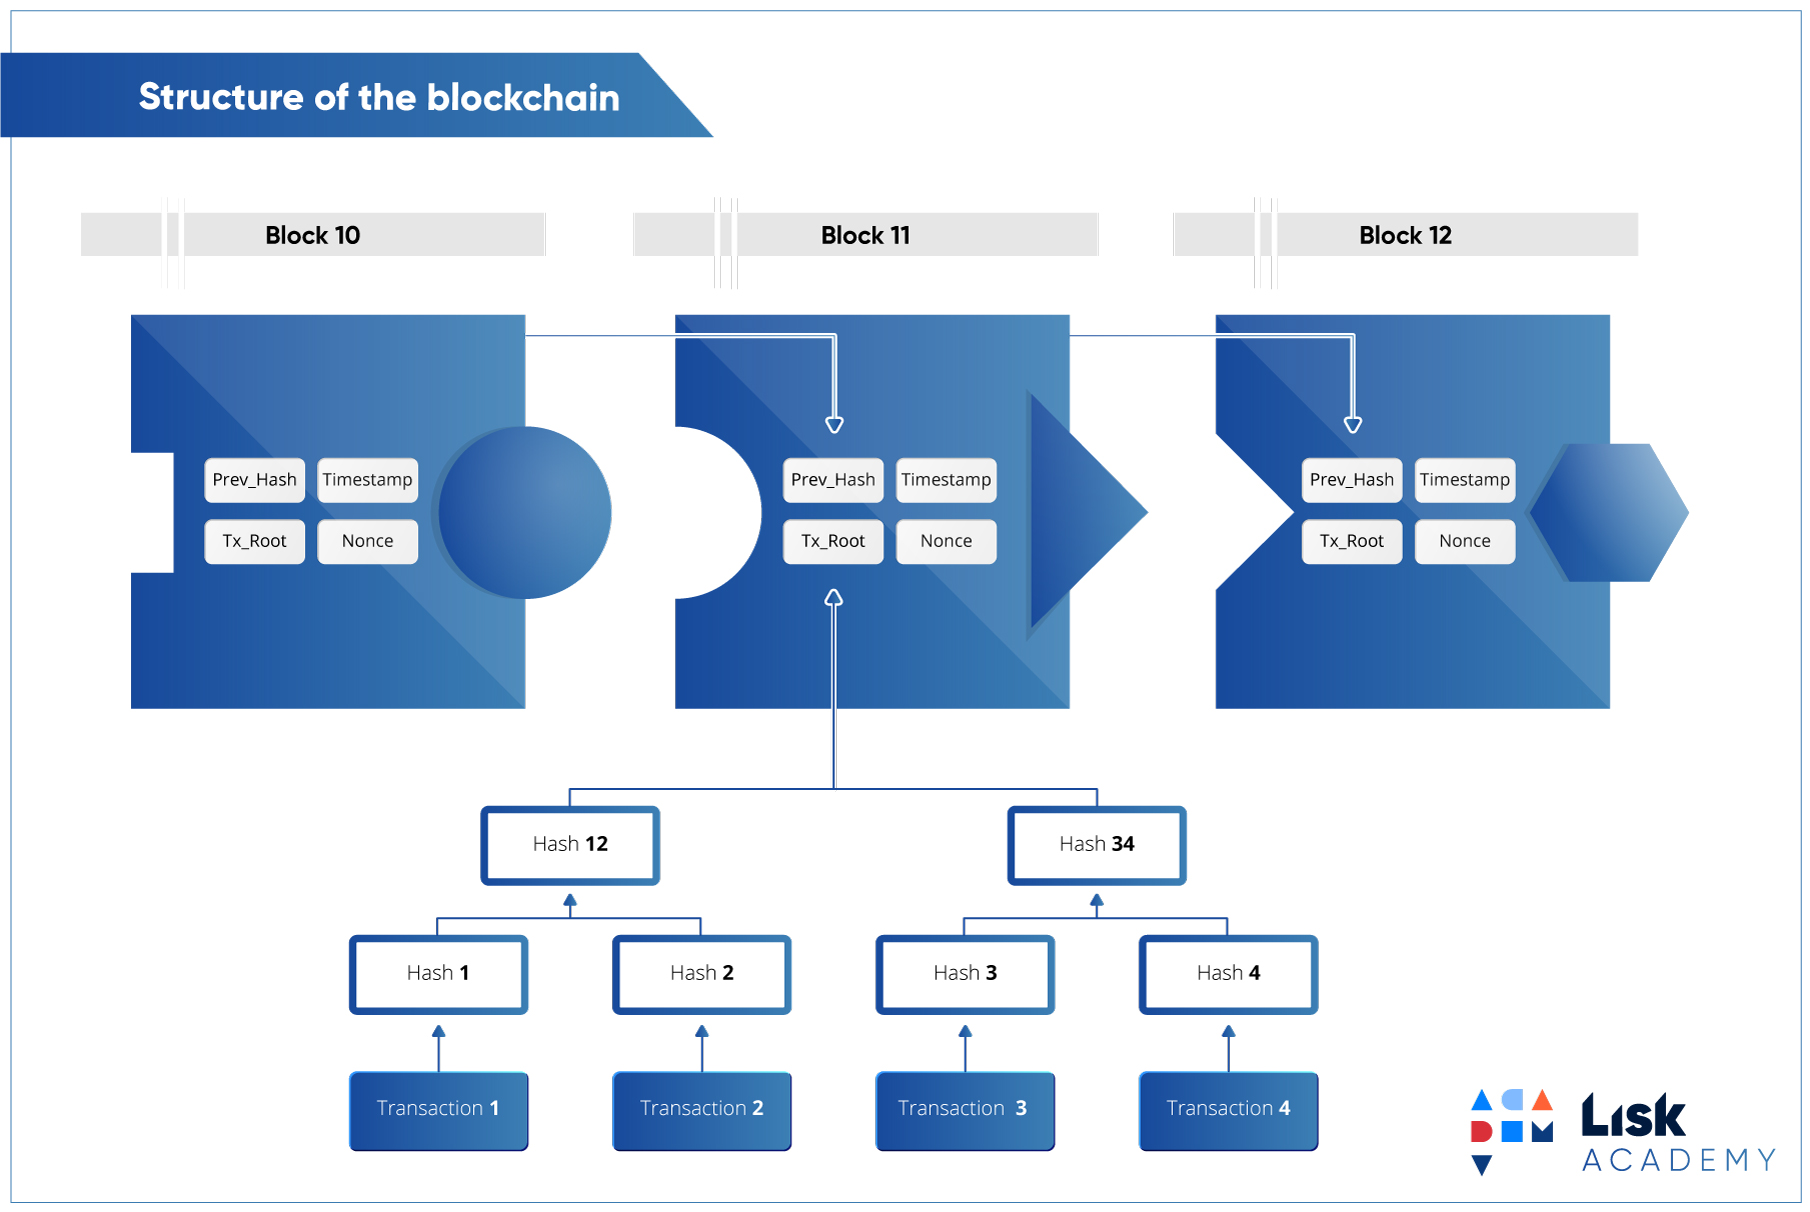 Structure of the blockchain
Block 10
Block 11
Block 12
Prev_Hash
Timestamp
Tx_Root
Nonce
Prev_Hash
Timestamp
Tx_Root
Nonce
Prev_Hash
Timestamp
Tx_Root
Nonce
Hash 12
Hash 34
Hash 1
Hash 2
Hash 3
Hash 4
Transaction 1
Transaction 2
Transaction 3
Transaction 4
Lisk
ACADEMY